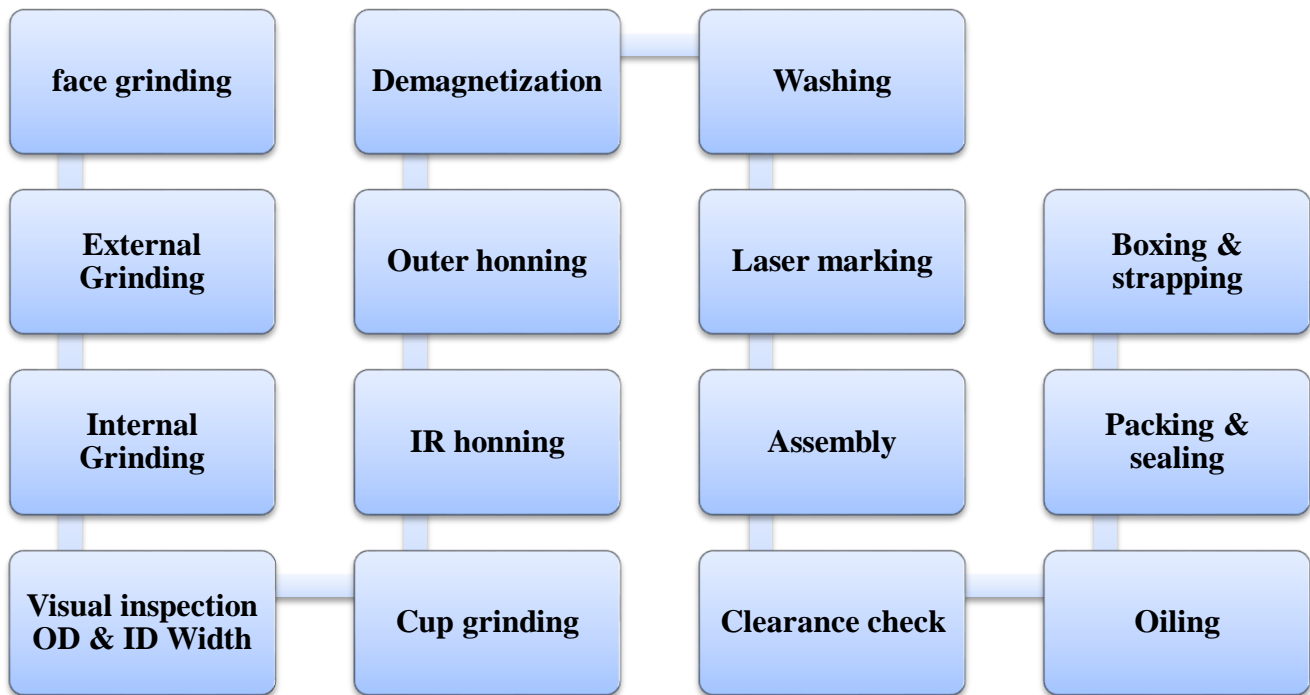 face grinding
External
Grinding
Internal
Grinding
Visual inspection
OD & ID Width
Cup grinding
IR honning
Outer honning
Demagnetization
Washing
Laser marking
Assembly
Clearance check
Oiling
Packing &
sealing
Boxing &
strapping